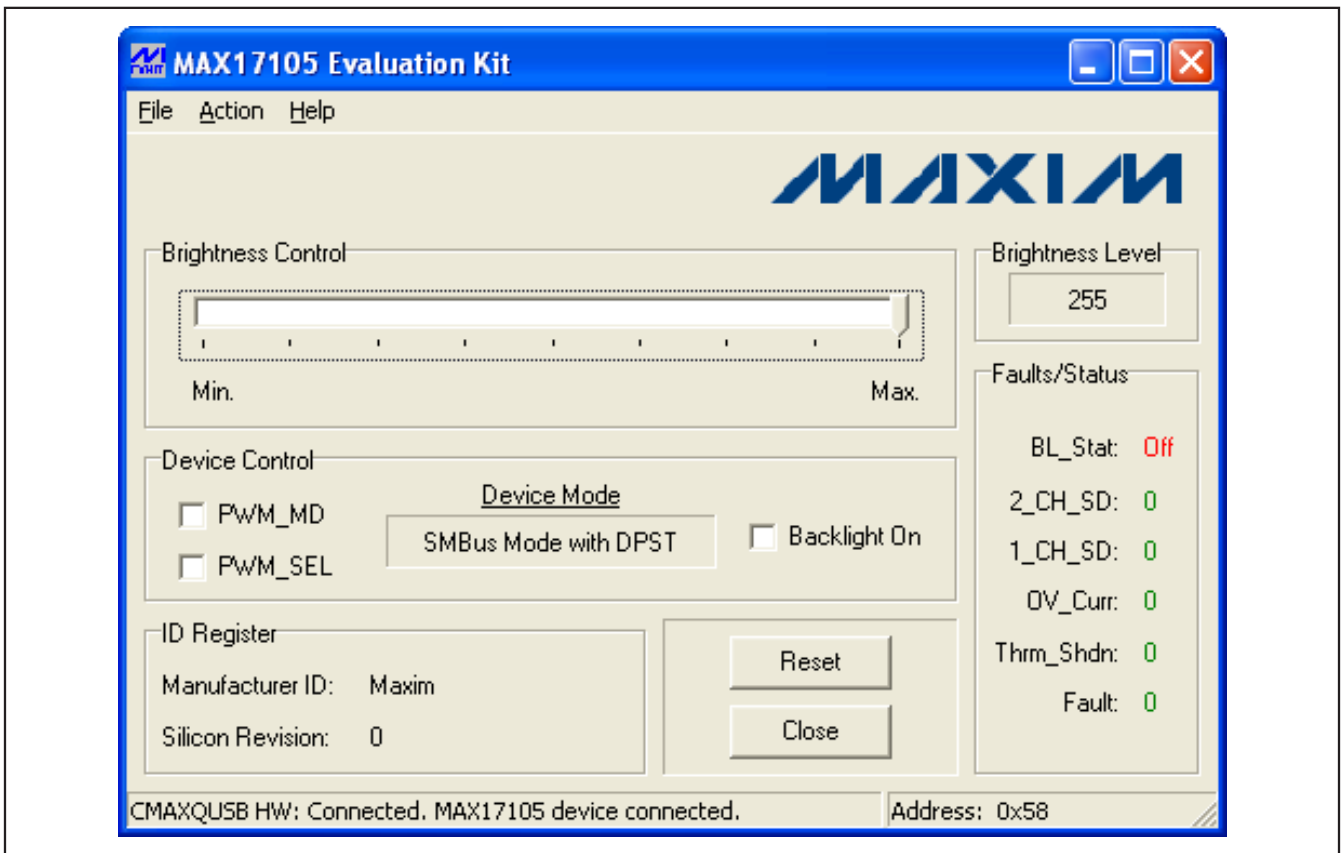 MAX17105 Evaluation Kit
File Action Help
MAXIM
Brightness Control
Min. Max.
Brightness Level
255
Device Control
PWM_MD
PWM_SEL
Device Mode
SMBus Mode with DPST
Backlight On
Faults/Status
BL_Stat: Off
2_CH_SD: 0
1_CH_SD: 0
OV_Curr: 0
Thrm_Shdn: 0
Fault: 0
ID Register
Manufacturer ID: Maxim
Silicon Revision: 0
Reset
Close
CMAXQUSB HW: Connected. MAX17105 device connected.
Address: 0x58